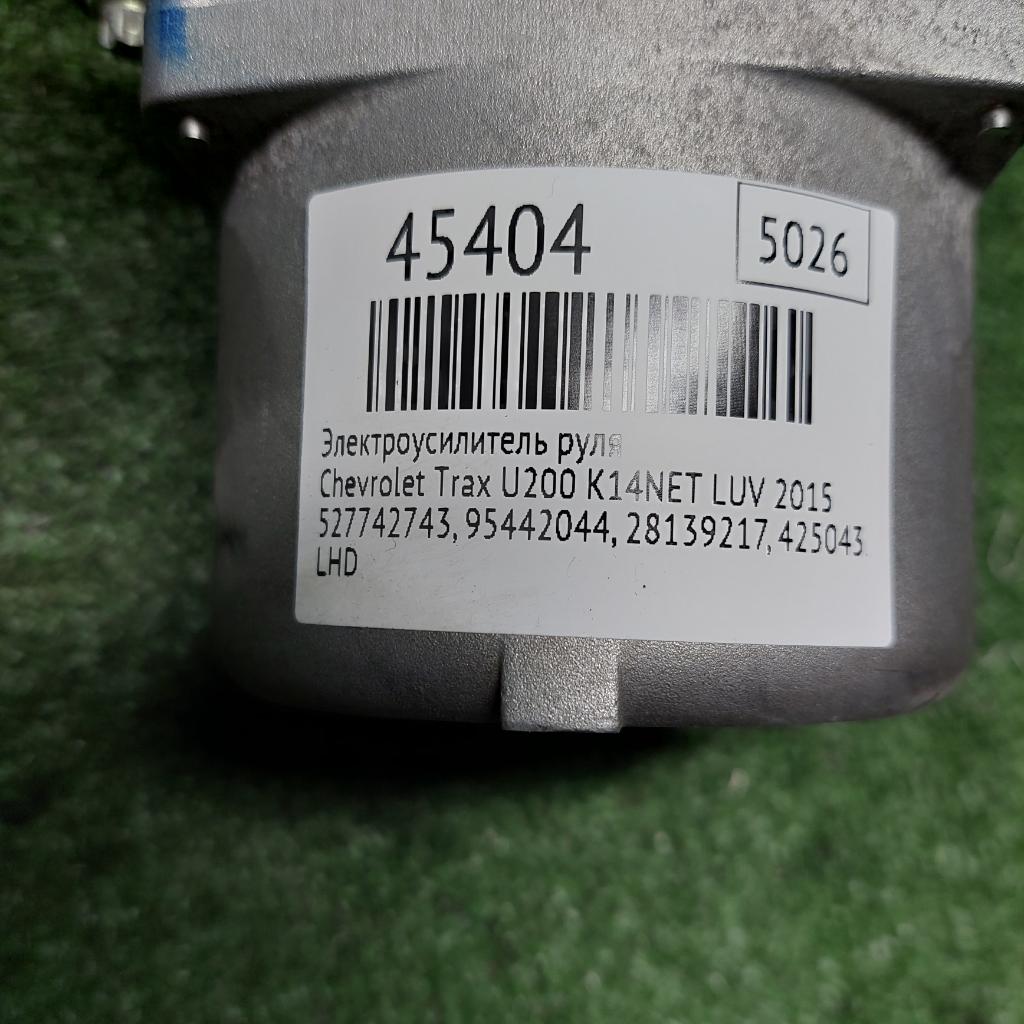 45404
5026
Электроусилитель руля
Chevrolet Trax U200 K14NET LUV 2015
527742743, 95442044, 28139217, 425043
LHD